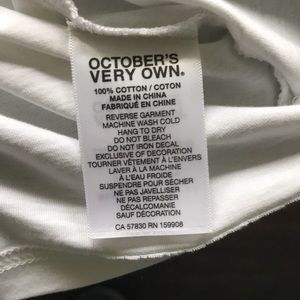 OCTOBER'S
VERY OWN®
100% COTTON / COTON
MADE IN CHINA
FABRIQUÉ EN CHINE
REVERSE GARMENT
MACHINE WASH COLD
HANG TO DRY
DO NOT BLEACH
DO NOT IRON DECAL
EXCLUSIVE OF DECORATION
TOURNER VÊTEMENT À L'ENVERS
LAVER À LA MACHINE
À L'EAU FROIDE
SUSPENDRE POUR SÉCHER
NE PAS JAVELLISER
NE PAS REPASSER
DÉCALCOMANIE
SAUF DÉCORATION
CA 57830 RN 159908